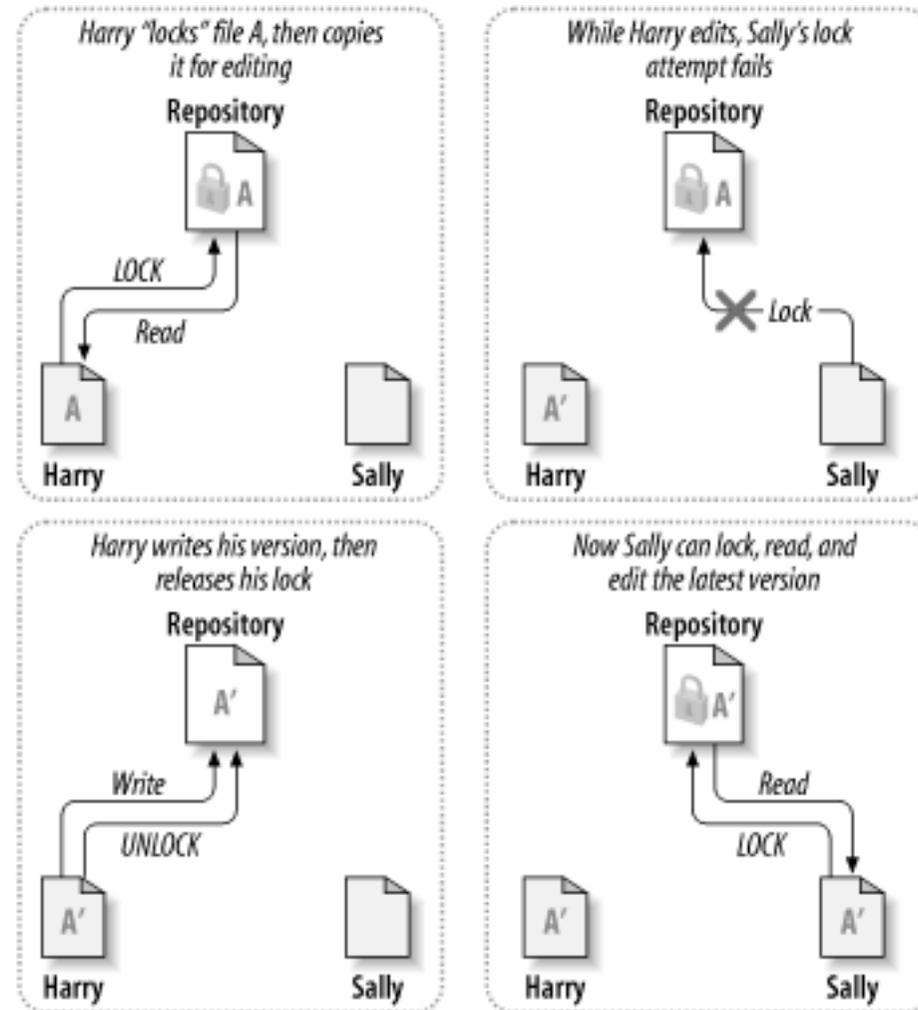 Harry “locks” file A, then copies
it for editing
Repository
A
LOCK
Read
A
Harry
Sally
While Harry edits, Sally’s lock
attempt fails
Repository
A
Lock
A′
Harry
Sally
Harry writes his version, then
releases his lock
Repository
A′
Write
UNLOCK
A′
Harry
Sally
Now Sally can lock, read, and
edit the latest version
Repository
A′
Read
LOCK
A′
A′
Harry
Sally